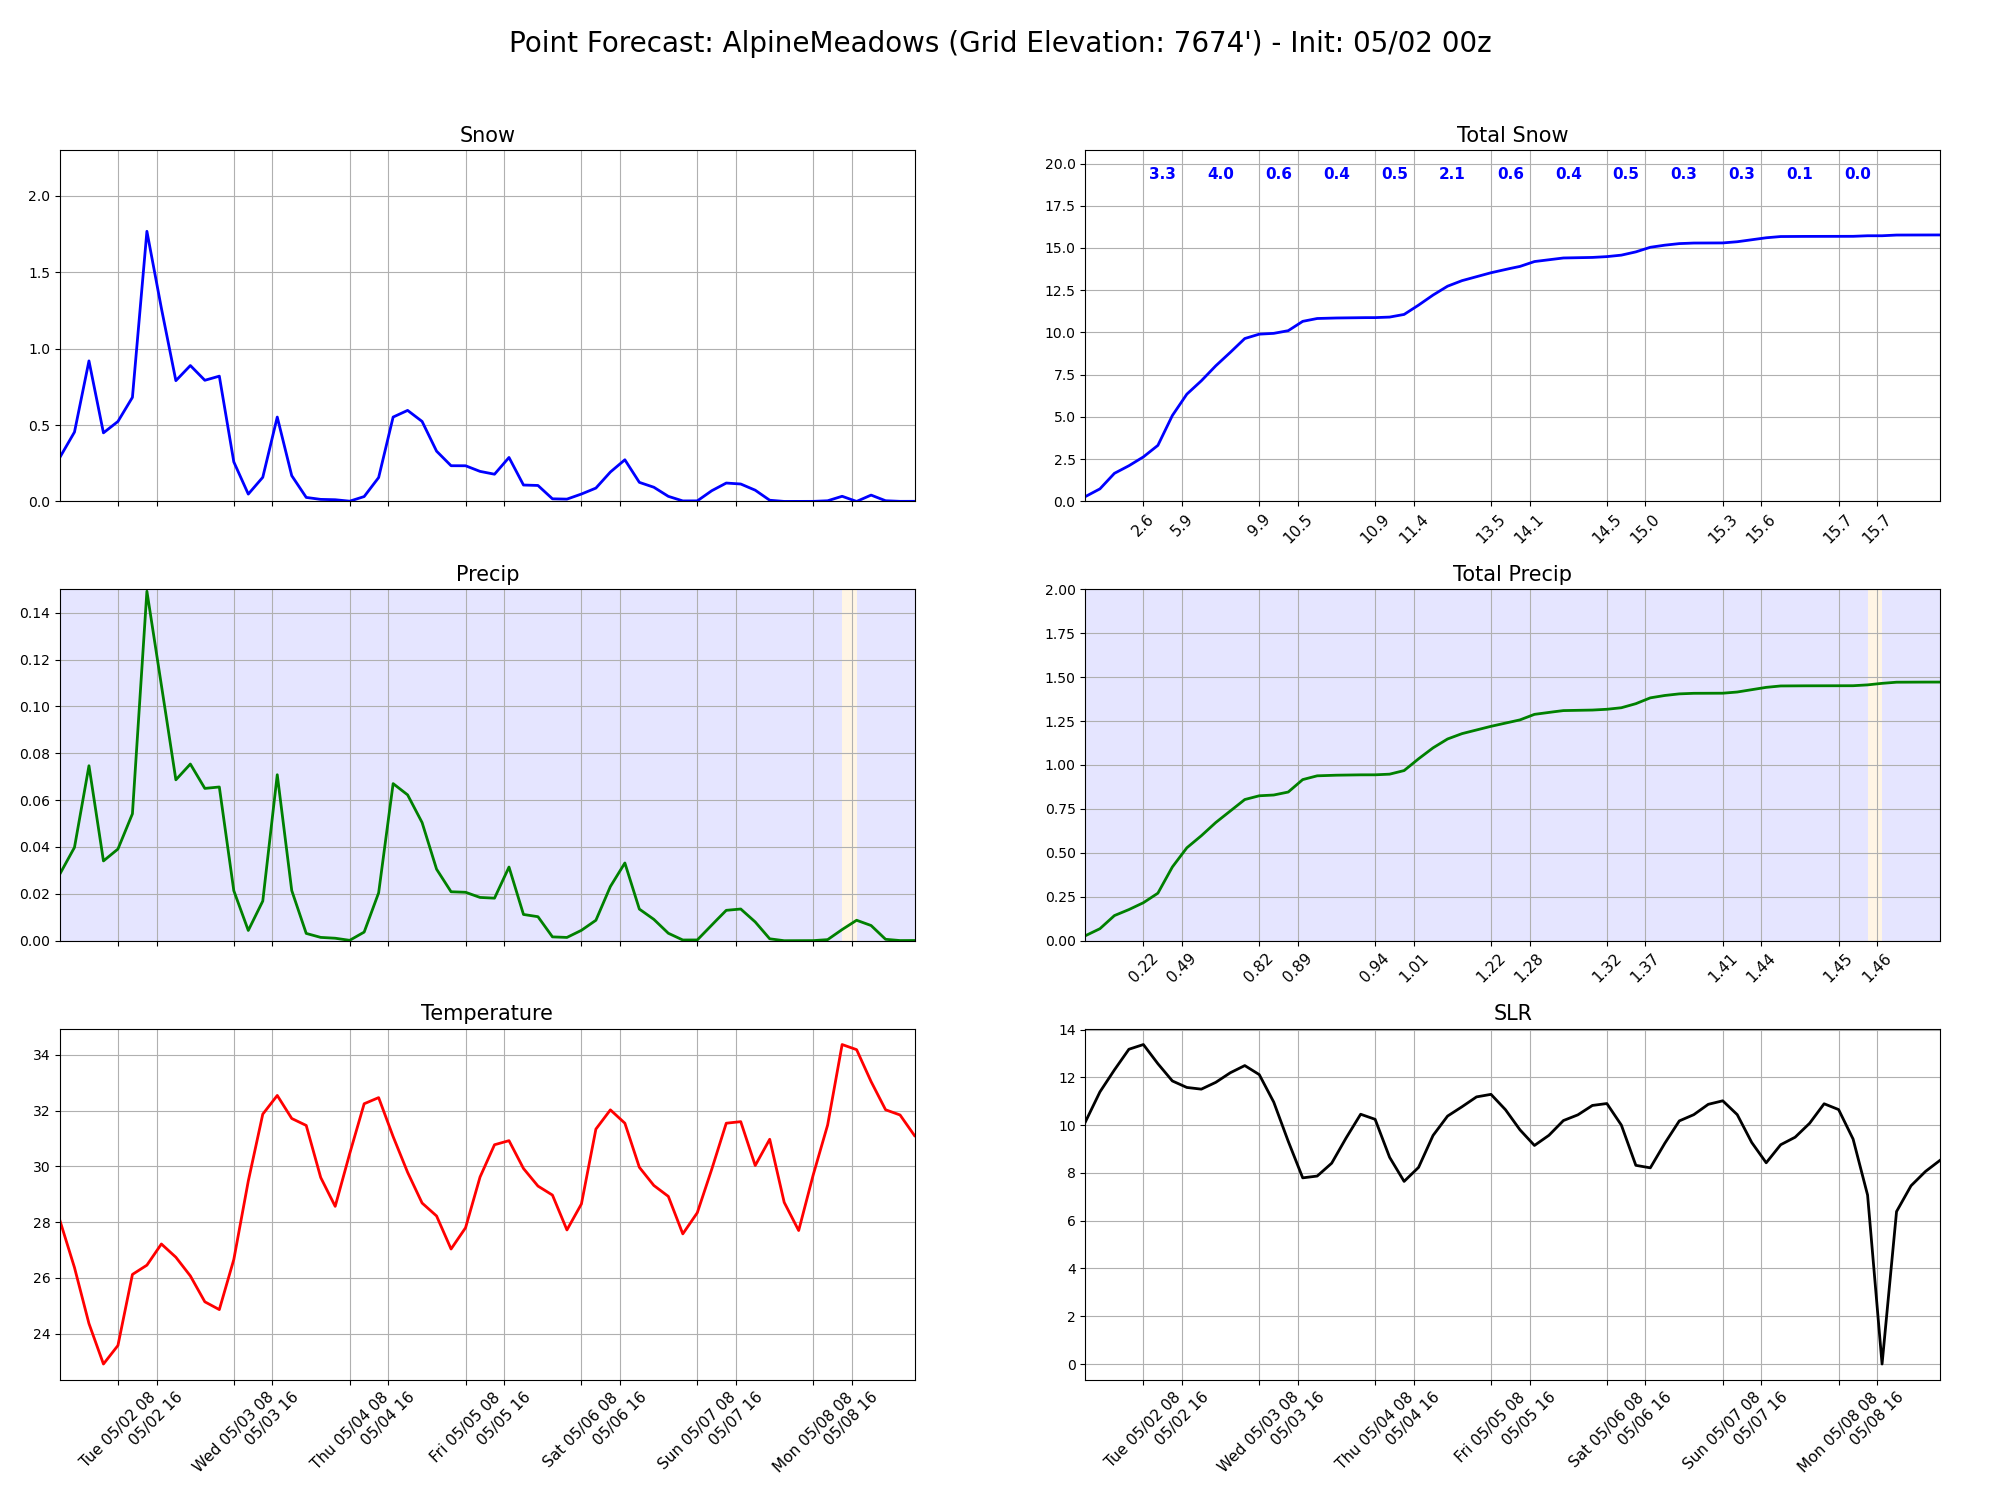 Point Forecast: AlpineMeadows (Grid Elevation: 7674') - Init: 05/02 00z
Snow
2.0
1.5
1.0
0.5
0.0
Total Snow
20.0
17.5
15.0
12.5
10.0
7.5
5.0
2.5
0.0
3.3 4.0 0.6 0.4 0.5 2.1 0.6 0.4 0.5 0.3 0.3 0.1 0.0
2.6 5.9 9.9 10.5 10.9 11.4 13.5 14.1 14.5 15.0 15.3 15.6 15.7 15.7
Precip
0.14
0.12
0.10
0.08
0.06
0.04
0.02
0.00
Total Precip
2.00
1.75
1.50
1.25
1.00
0.75
0.50
0.25
0.00
0.22 0.49 0.82 0.89 0.94 1.01 1.22 1.28 1.32 1.37 1.41 1.44 1.45 1.46
Temperature
34
32
30
28
26
24
Tue 05/02 08
05/02 16
Wed 05/03 08
05/03 16
Thu 05/04 08
05/04 16
Fri 05/05 08
05/05 16
Sat 05/06 08
05/06 16
Sun 05/07 08
05/07 16
Mon 05/08 08
05/08 16
SLR
14
12
10
8
6
4
2
0
Tue 05/02 08
05/02 16
Wed 05/03 08
05/03 16
Thu 05/04 08
05/04 16
Fri 05/05 08
05/05 16
Sat 05/06 08
05/06 16
Sun 05/07 08
05/07 16
Mon 05/08 08
05/08 16